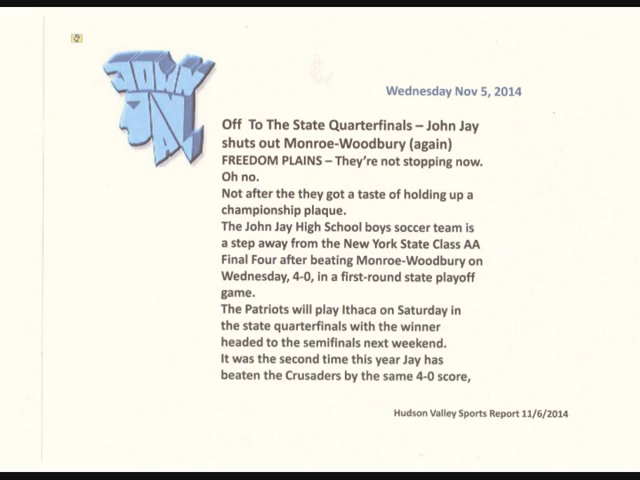 JOHN
JAY
Wednesday Nov 5, 2014
Off To The State Quarterfinals – John Jay
shuts out Monroe-Woodbury (again)
FREEDOM PLAINS – They're not stopping now.
Oh no.
Not after the they got a taste of holding up a
championship plaque.
The John Jay High School boys soccer team is
a step away from the New York State Class AA
Final Four after beating Monroe-Woodbury on
Wednesday, 4-0, in a first-round state playoff
game.
The Patriots will play Ithaca on Saturday in
the state quarterfinals with the winner
headed to the semifinals next weekend.
It was the second time this year Jay has
beaten the Crusaders by the same 4-0 score,
Hudson Valley Sports Report 11/6/2014